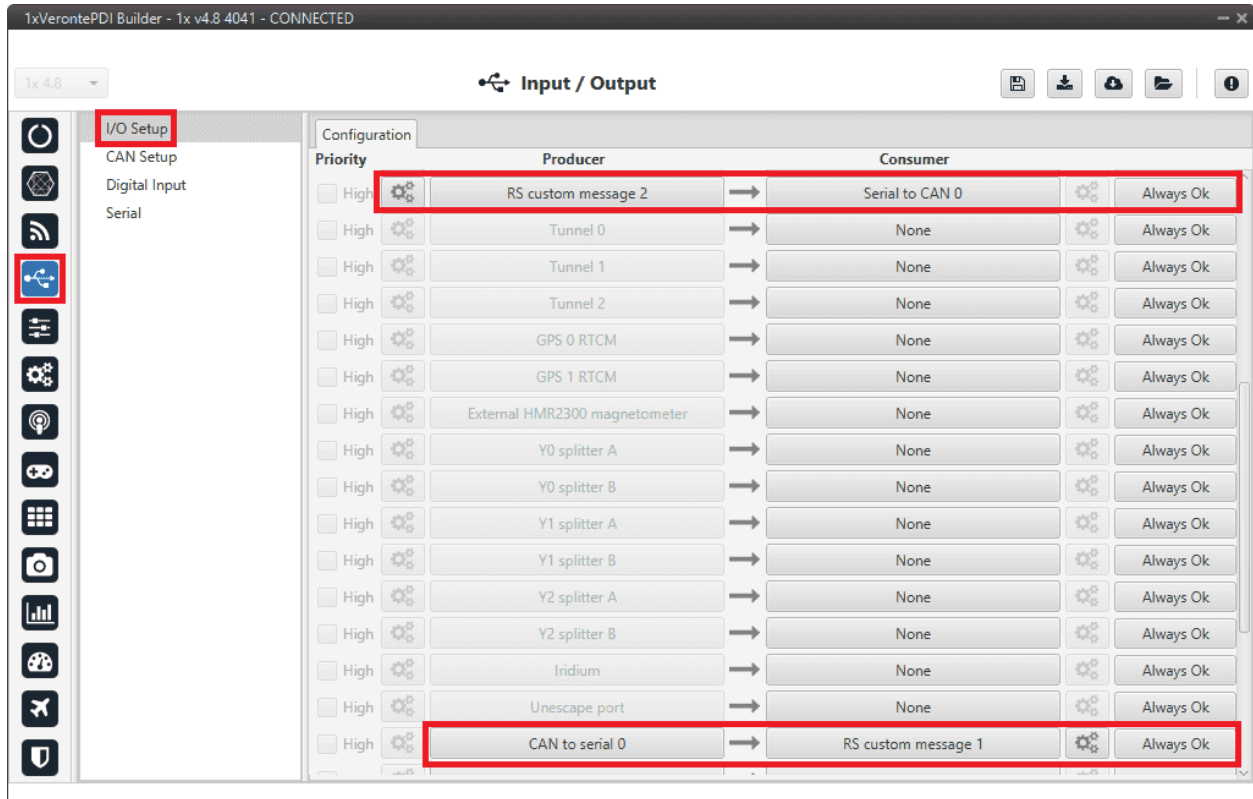 1xVerontePDI Builder - 1x v4.8 4041 - CONNECTED
1x 4.8
Input / Output
I/O Setup
CAN Setup
Digital Input
Serial
Configuration
Priority Producer Consumer
High RS custom message 2 Serial to CAN 0 Always Ok
High Tunnel 0 None Always Ok
High Tunnel 1 None Always Ok
High Tunnel 2 None Always Ok
High GPS 0 RTCM None Always Ok
High GPS 1 RTCM None Always Ok
High External HMR2300 magnetometer None Always Ok
High Y0 splitter A None Always Ok
High Y0 splitter B None Always Ok
High Y1 splitter A None Always Ok
High Y1 splitter B None Always Ok
High Y2 splitter A None Always Ok
High Y2 splitter B None Always Ok
High Iridium None Always Ok
High Unescape port None Always Ok
High CAN to serial 0 RS custom message 1 Always Ok